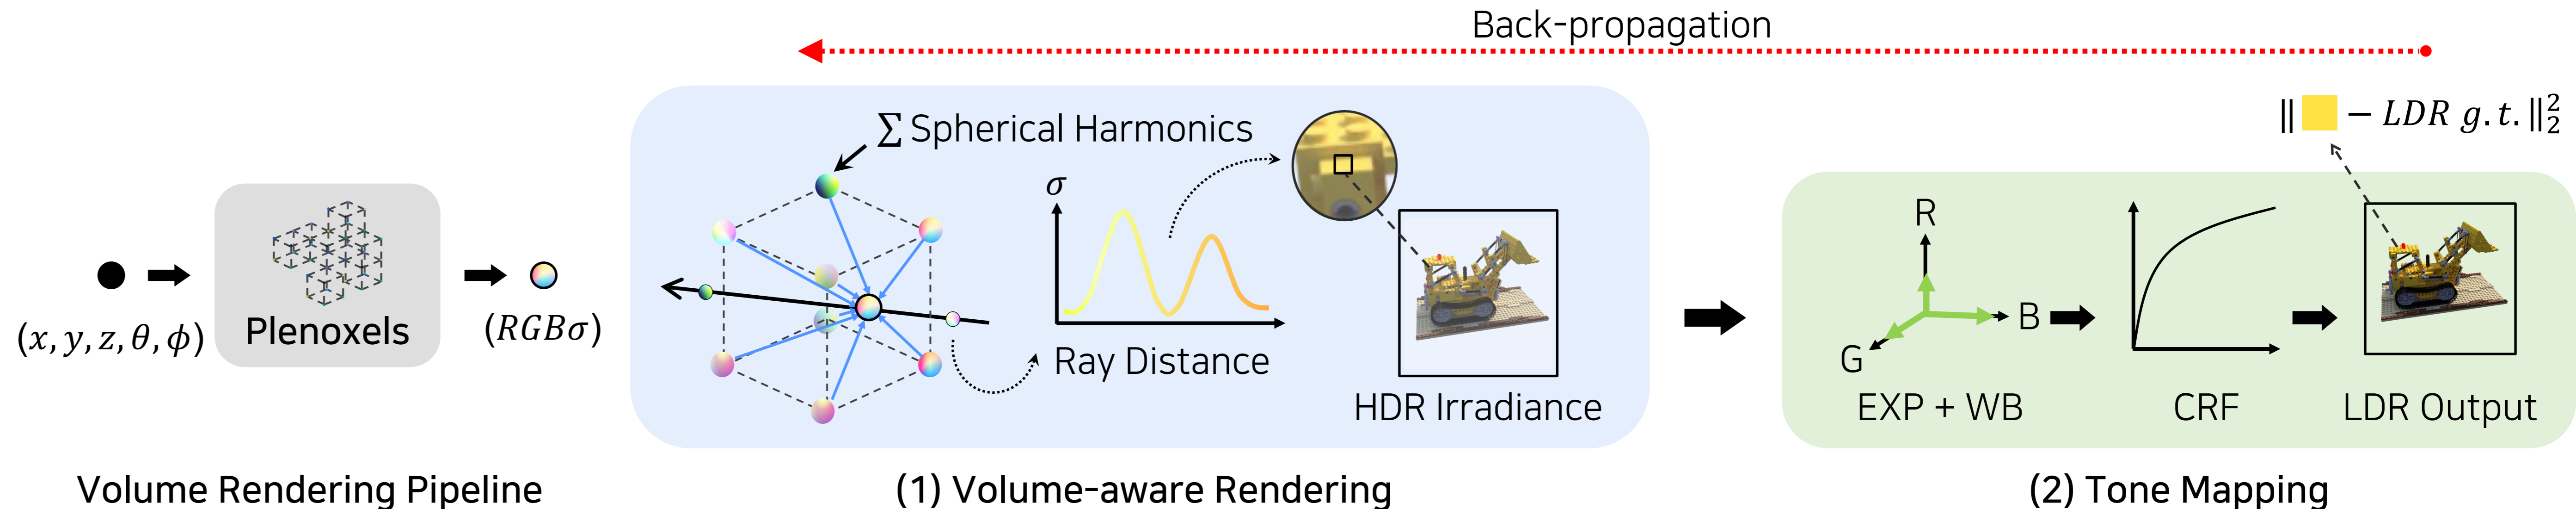 Back-propagation
(x, y, z, θ, ϕ)
Plenoxels
(RGBσ)
Volume Rendering Pipeline
∑ Spherical Harmonics
σ
Ray Distance
HDR Irradiance
(1) Volume-aware Rendering
‖ − LDR g.t.‖₂²
R
G
B
EXP + WB
CRF
LDR Output
(2) Tone Mapping